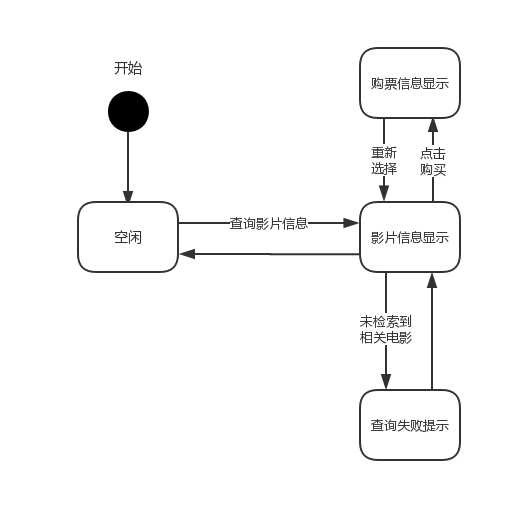 开始
购票信息显示
重新
选择
点击
购买
空闲
查询影片信息
影片信息显示
未检索到
相关电影
查询失败提示